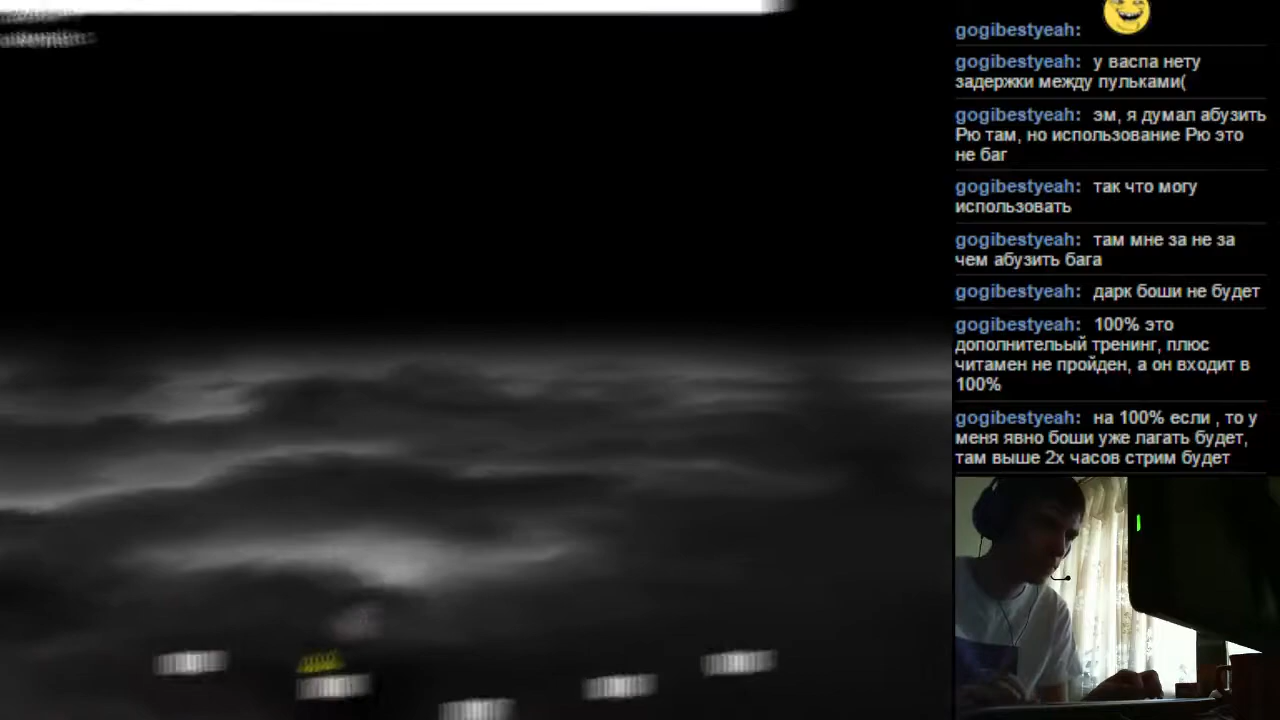 gogibestyeah:
gogibestyeah: у васпа нету
задержки между пульками(
gogibestyeah: эм, я думал абузить
Рю там, но использование Рю это
не баг
gogibestyeah: так что могу
использовать
gogibestyeah: там мне за не за
чем абузить бага
gogibestyeah: дарк боши не будет
gogibestyeah: 100% это
дополнительый тренинг, плюс
читамен не пройден, а он входит в
100%
gogibestyeah: на 100% если , то у
меня явно боши уже лагать будет,
там выше 2х часов стрим будет